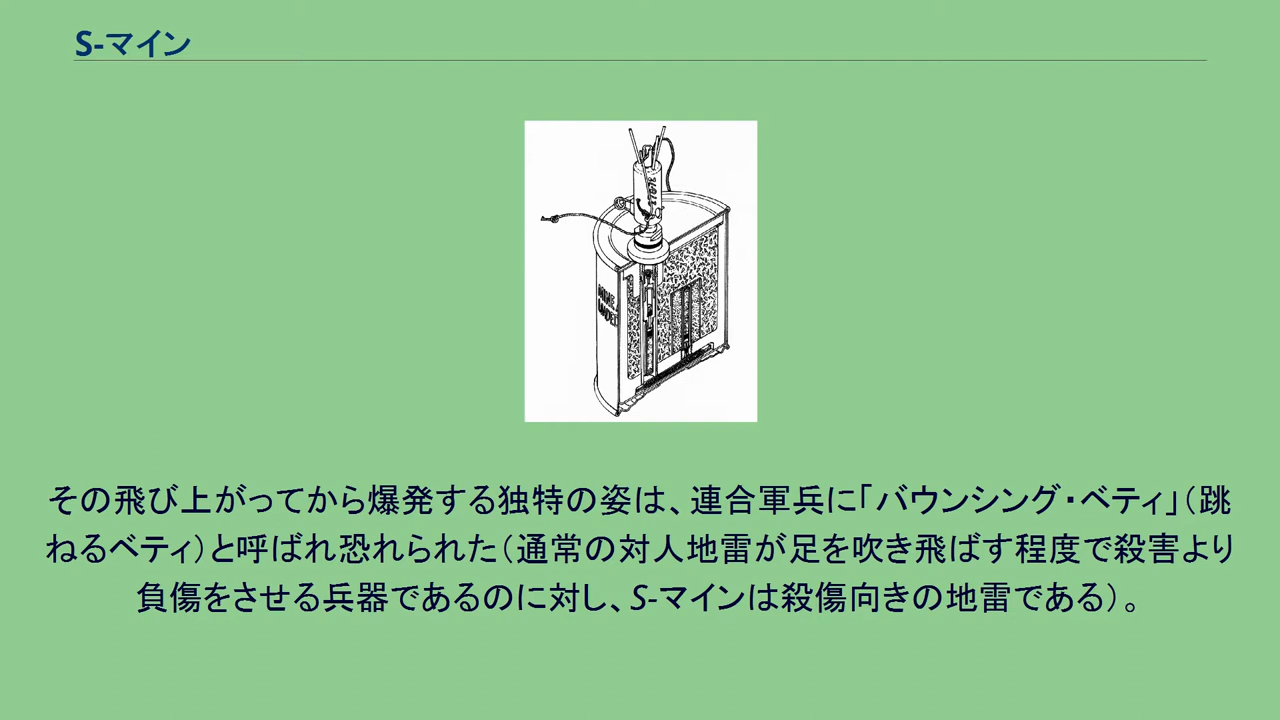 S-マイン
その飛び上がってから爆発する独特の姿は、連合軍兵に「バウンシング・ベティ」（跳
ねるベティ）と呼ばれ恐れられた（通常の対人地雷が足を吹き飛ばす程度で殺害より
負傷をさせる兵器であるのに対し、S-マインは殺傷向きの地雷である）。